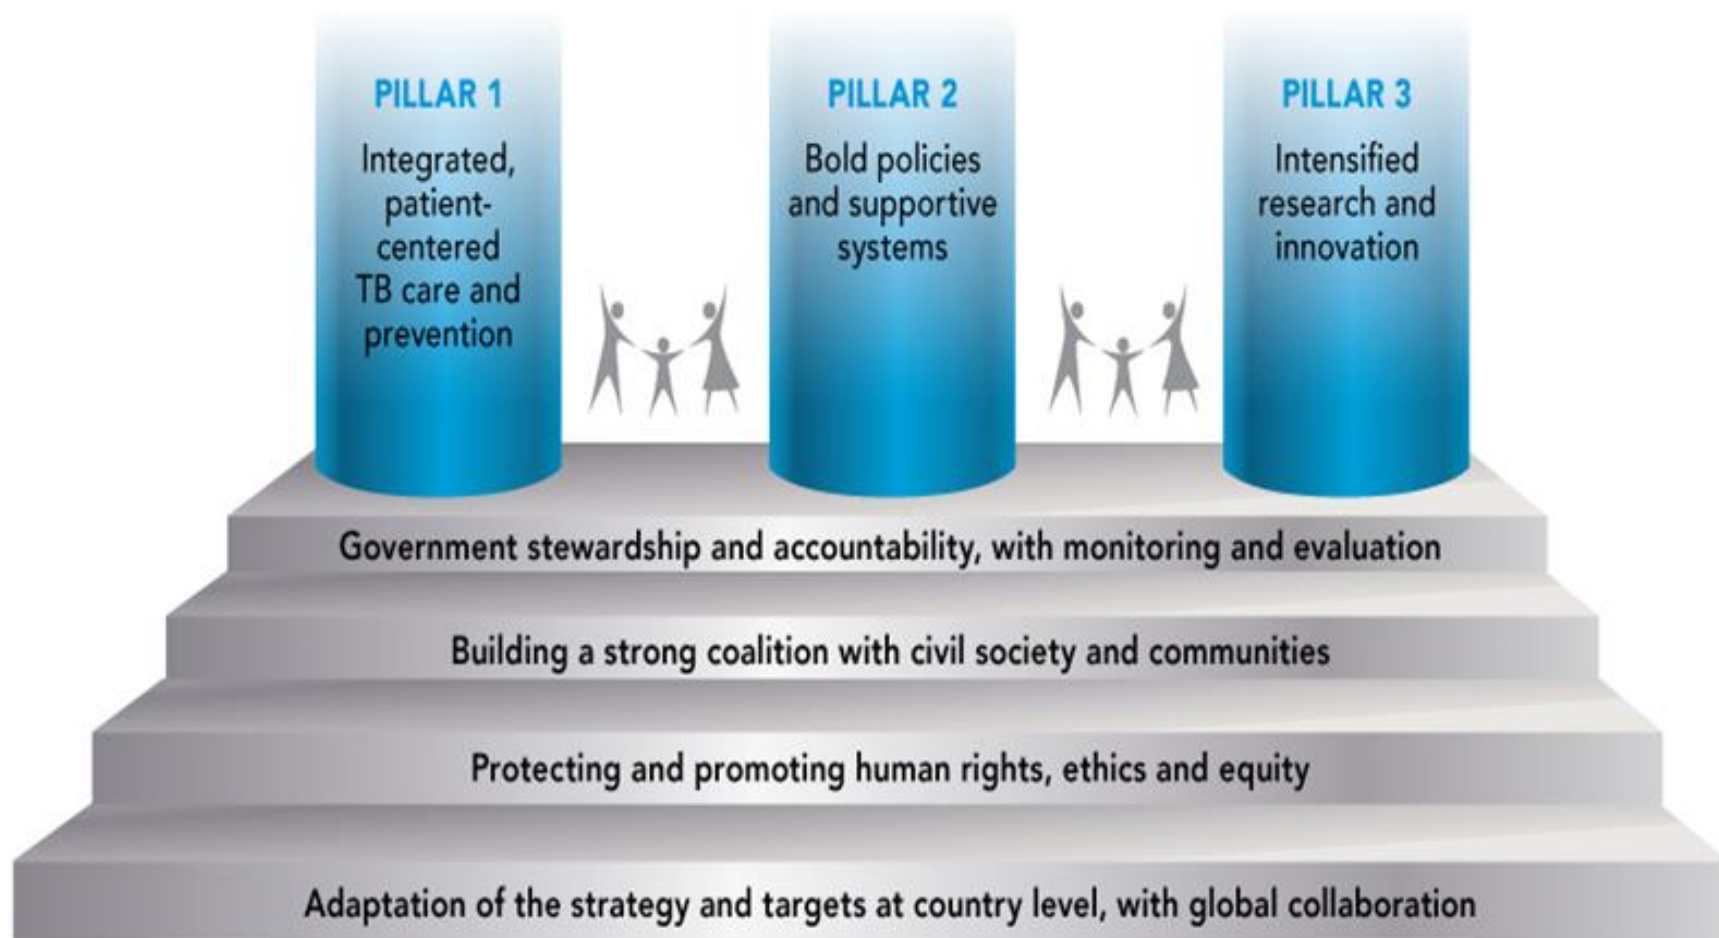 PILLAR 1
Integrated,
patient-
centered
TB care and
prevention
PILLAR 2
Bold policies
and supportive
systems
PILLAR 3
Intensified
research and
innovation
Government stewardship and accountability, with monitoring and evaluation
Building a strong coalition with civil society and communities
Protecting and promoting human rights, ethics and equity
Adaptation of the strategy and targets at country level, with global collaboration